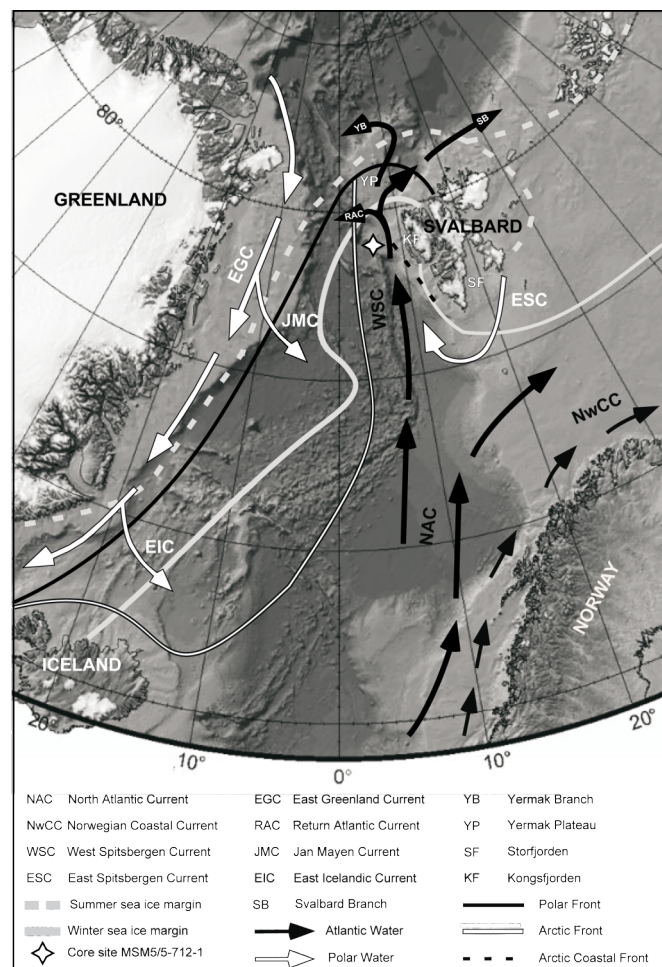 80°
YB
SB
YP
GREENLAND
RAC
SVALBARD
KF
EGC
SF
WSC
ESC
JMC
NwCC
NAC
EIC
NORWAY
ICELAND
20°
10°
0°
10°
20°
NAC North Atlantic Current
EGC East Greenland Current
YB Yermak Branch
NwCC Norwegian Coastal Current
RAC Return Atlantic Current
YP Yermak Plateau
WSC West Spitsbergen Current
JMC Jan Mayen Current
SF Storfjorden
ESC East Spitsbergen Current
EIC East Icelandic Current
KF Kongsfjorden
Summer sea ice margin
SB Svalbard Branch
Polar Front
Winter sea ice margin
Atlantic Water
Arctic Front
Core site MSM5/5-712-1
Polar Water
Arctic Coastal Front